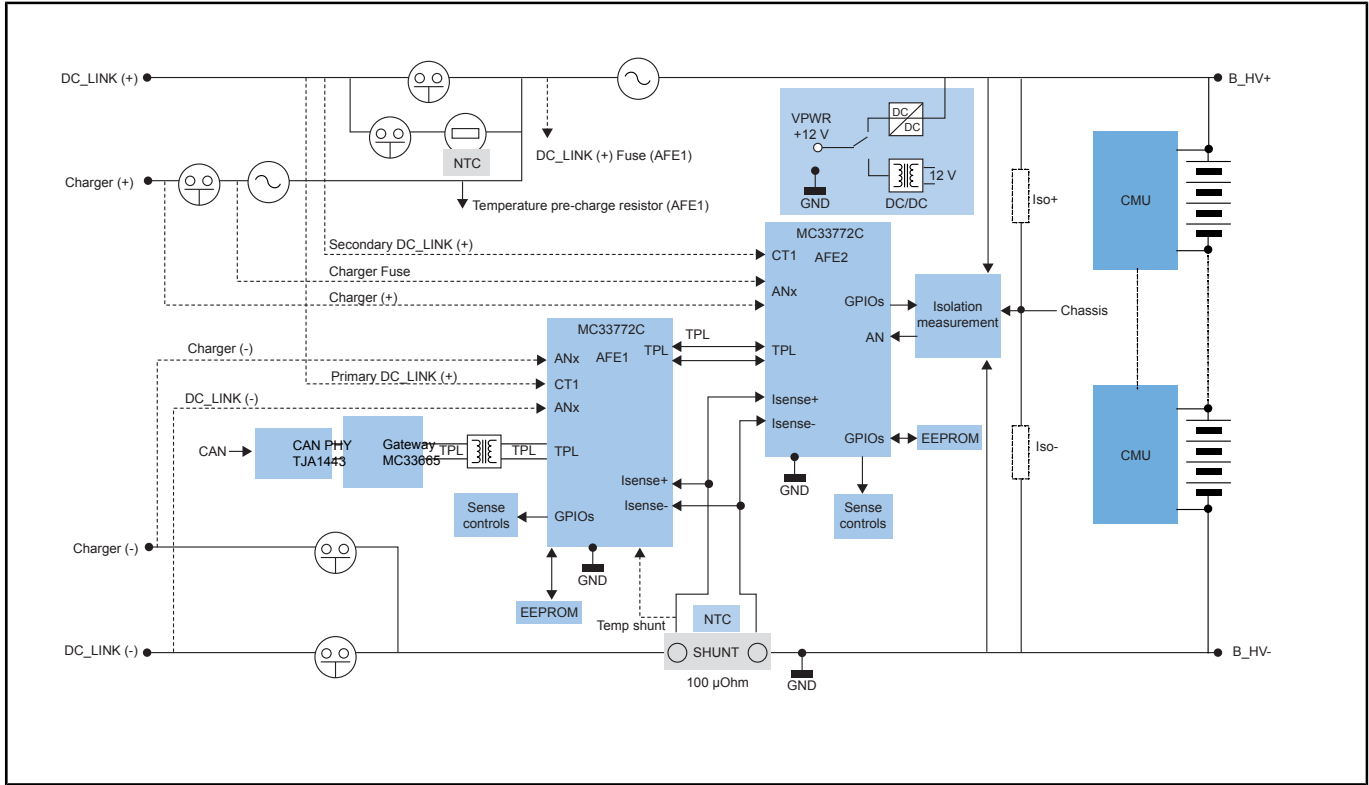 DC_LINK (+)
B_HV+
VPWR
+12 V
DC
DC
NTC
DC_LINK (+) Fuse (AFE1)
12 V
GND
DC/DC
Charger (+)
Temperature pre-charge resistor (AFE1)
Iso+
CMU
MC33772C
Secondary DC_LINK (+)
CT1
AFE2
Charger Fuse
ANx
Charger (+)
GPIOs
Isolation
measurement
Chassis
MC33772C
TPL
AN
Charger (-)
ANx
AFE1
TPL
TPL
Primary DC_LINK (+)
CT1
DC_LINK (-)
ANx
Isense+
Isense-
CAN
CAN PHY
TJA1443
Gateway
MC33665
TPL
TPL
TPL
GPIOs
EEPROM
Iso-
CMU
Isense+
GND
Isense-
Sense
controls
GPIOs
Sense
controls
Charger (-)
GND
EEPROM
Temp shunt
NTC
DC_LINK (-)
SHUNT
B_HV-
100 µOhm
GND